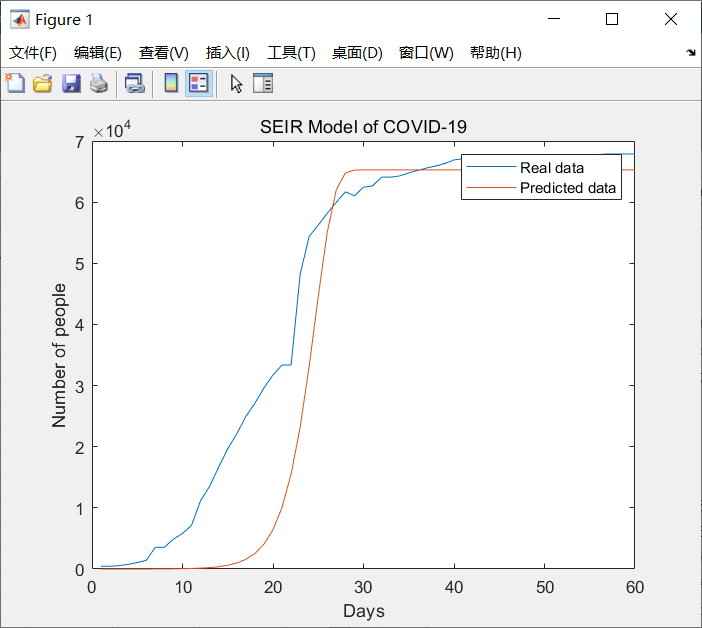 Figure 1
文件(F) 编辑(E) 查看(V) 插入(I) 工具(T) 桌面(D) 窗口(W) 帮助(H)
SEIR Model of COVID-19
×10^4
7
6
5
4
3
2
1
0
Number of people
Real data
Predicted data
0 10 20 30 40 50 60
Days